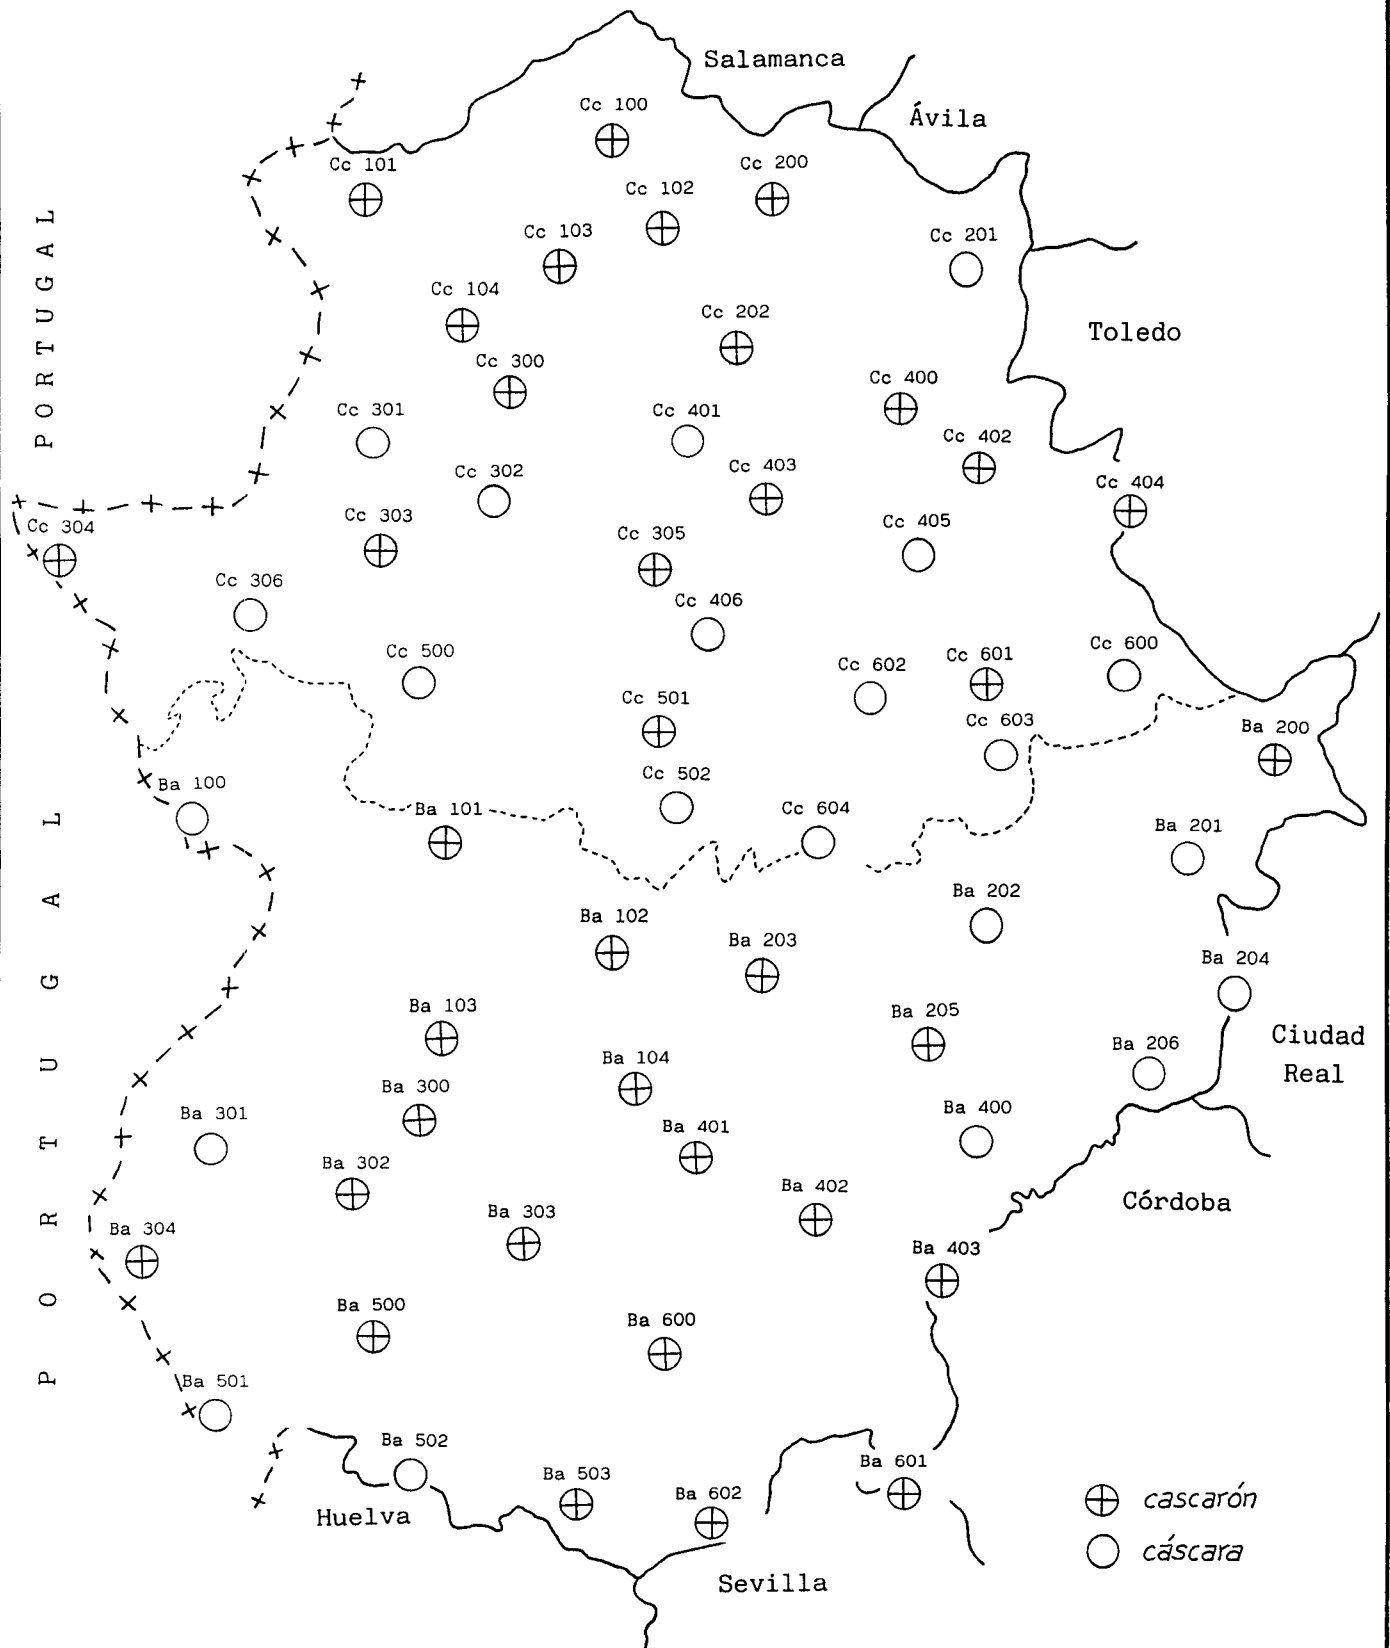 Salamanca
Ávila
Cc 100
Cc 101
Cc 200
Cc 102
Cc 103
Cc 201
Cc 104
Cc 202
Toledo
Cc 300
Cc 400
Cc 301
Cc 401
Cc 402
Cc 302
Cc 403
Cc 404
Cc 303
Cc 304
Cc 405
Cc 305
Cc 306
Cc 406
Cc 500
Cc 602
Cc 601
Cc 600
Cc 501
Cc 603
Ba 200
Cc 502
Ba 100
Ba 101
Cc 604
Ba 201
Ba 202
Ba 102
Ba 203
Ba 204
Ba 103
Ba 205
Ciudad
Real
Ba 206
Ba 104
Ba 300
Ba 301
Ba 400
Ba 401
Ba 302
Ba 402
Córdoba
Ba 303
Ba 304
Ba 403
Ba 500
Ba 600
Ba 501
Ba 502
Ba 601
Ba 503
Ba 602
Huelva
Sevilla
PORTUGAL
PORTUGAL
cascarón
cáscara